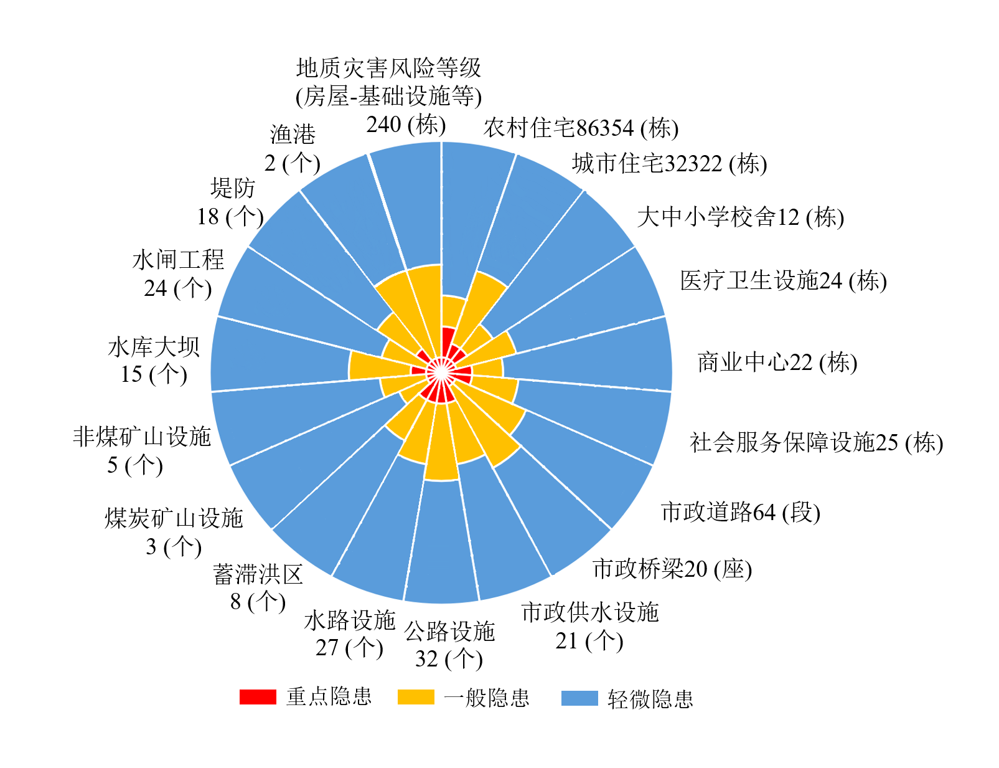 地质灾害风险等级
(房屋-基础设施等)
240 (栋)
农村住宅86354 (栋)
城市住宅32322 (栋)
大中小学校舍12 (栋)
医疗卫生设施24 (栋)
商业中心22 (栋)
社会服务保障设施25 (栋)
市政道路64 (段)
市政桥梁20 (座)
市政供水设施
21 (个)
公路设施
32 (个)
水路设施
27 (个)
蓄滞洪区
8 (个)
煤炭矿山设施
3 (个)
非煤矿山设施
5 (个)
水库大坝
15 (个)
水闸工程
24 (个)
堤防
18 (个)
渔港
2 (个)
重点隐患
一般隐患
轻微隐患